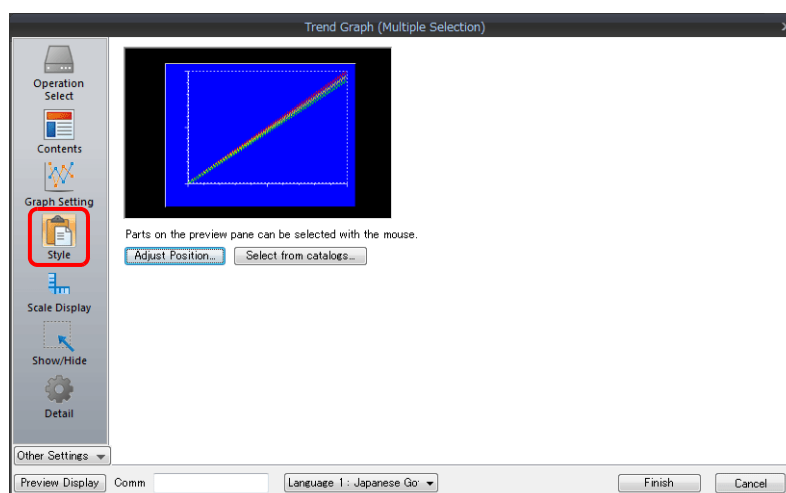 Trend Graph (Multiple Selection)
Operation
Select
Contents
Graph Setting
Style
Scale Display
Show/Hide
Detail
Other Settings
Parts on the preview pane can be selected with the mouse.
Adjust Position...
Select from catalogs...
Preview Display
Comm
Language 1 : Japanese Go
Finish
Cancel